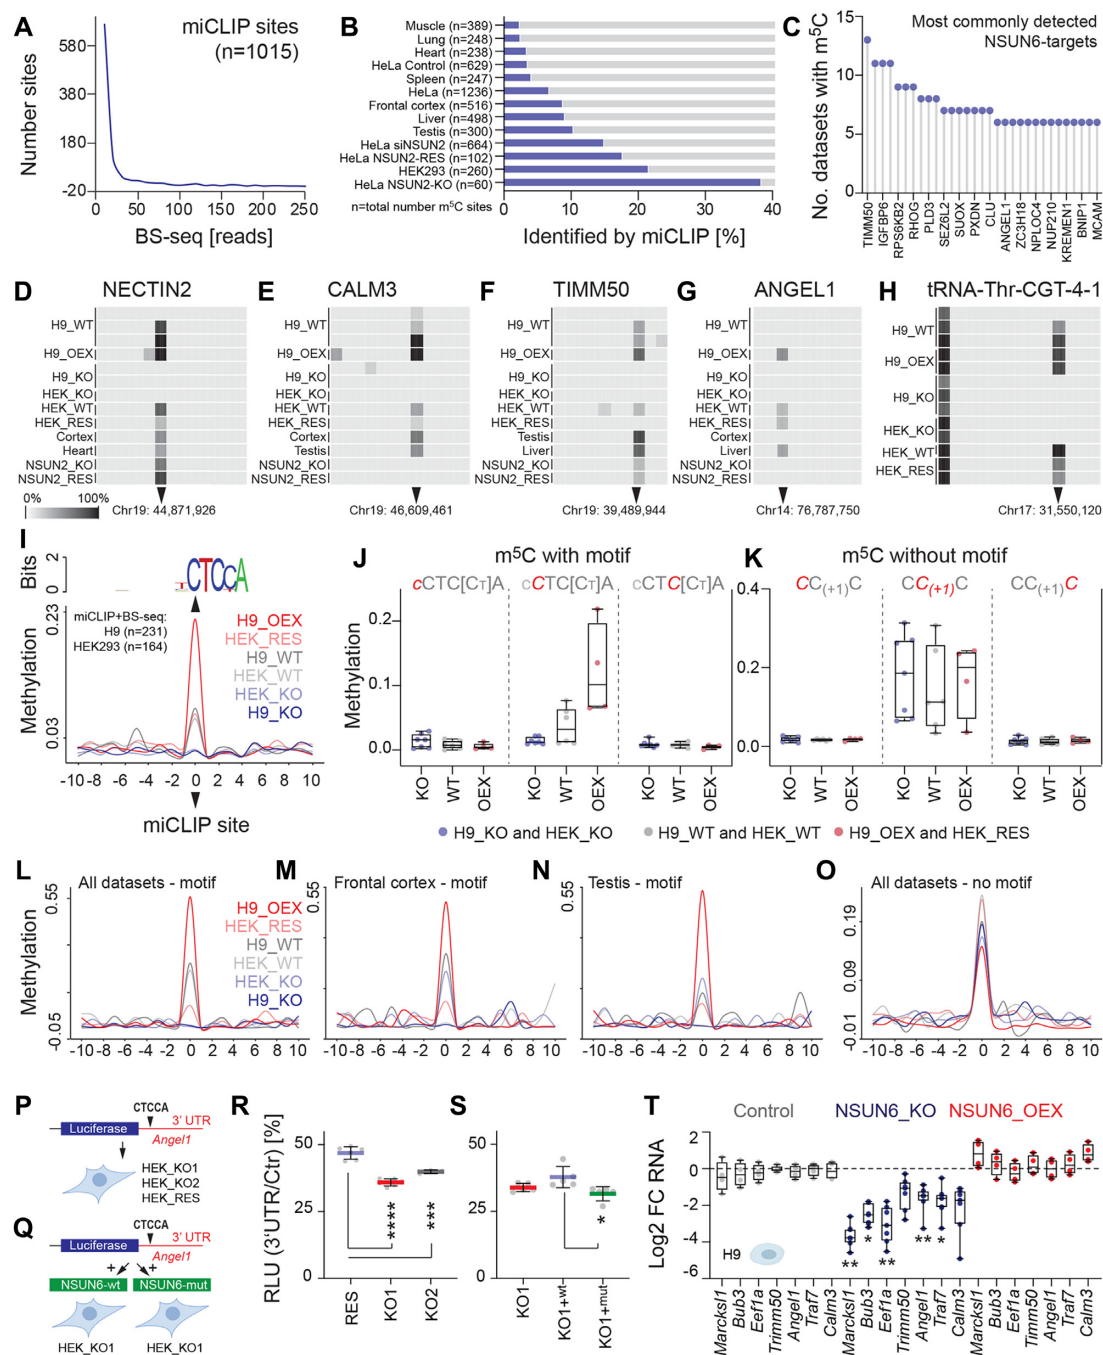 A
miCLIP sites
(n=1015)
Number sites
580
380
180
-20
0 50 100 150 200 250
BS-seq [reads]
B
Muscle (n=389)
Lung (n=248)
Heart (n=238)
HeLa Control (n=629)
Spleen (n=247)
HeLa (n=1236)
Frontal cortex (n=516)
Liver (n=498)
Testis (n=300)
HeLa siNSUN2 (n=664)
HeLa NSUN2-RES (n=102)
HEK293 (n=260)
HeLa NSUN2-KO (n=60)
n=total number m⁵C sites
0 10 20 30 40
Identified by miCLIP [%]
C
Most commonly detected
NSUN6-targets
No. datasets with m⁵C
15
10
5
0
TIMM50
IGFBP6
RPS6KB2
RHOG
PLD3
SEZ6L2
SUOX
PXDN
CLU
ANGEL1
ZC3H18
NPLOC4
NUP210
KREMEN1
BNIP1
MCAM
D
NECTIN2
H9_WT
H9_OEX
H9_KO
HEK_KO
HEK_WT
HEK_RES
Cortex
Heart
NSUN2_KO
NSUN2_RES
0% 100%
Chr19: 44,871,926
E
CALM3
H9_WT
H9_OEX
H9_KO
HEK_KO
HEK_WT
HEK_RES
Cortex
Testis
NSUN2_KO
NSUN2_RES
Chr19: 46,609,461
F
TIMM50
H9_WT
H9_OEX
H9_KO
HEK_KO
HEK_WT
HEK_RES
Testis
Liver
NSUN2_KO
NSUN2_RES
Chr19: 39,489,944
G
ANGEL1
H9_WT
H9_OEX
H9_KO
HEK_KO
HEK_WT
HEK_RES
Cortex
Liver
NSUN2_KO
NSUN2_RES
Chr14: 76,787,750
H
tRNA-Thr-CGT-4-1
H9_WT
H9_OEX
H9_KO
HEK_KO
HEK_WT
HEK_RES
Chr17: 31,550,120
I
Bits
2
0
CTCCA
miCLIP+BS-seq:
H9 (n=231)
HEK293 (n=164)
H9_OEX
HEK_RES
H9_WT
HEK_WT
HEK_KO
H9_KO
Methylation
0.23
0.03
-10 -8 -6 -4 -2 0 2 4 6 8 10
miCLIP site
J
m⁵C with motif
cCTC[CT]A cCTC[CT]A cCTC[CT]A
Methylation
0.2
0.1
0.0
KO WT OEX KO WT OEX KO WT OEX
K
m⁵C without motif
CC(+1)C CC(+1)C CC(+1)C
0.4
0.2
0.0
KO WT OEX KO WT OEX KO WT OEX
H9_KO and HEK_KO H9_WT and HEK_WT H9_OEX and HEK_RES
L
All datasets - motif
H9_OEX
HEK_RES
H9_WT
HEK_WT
HEK_KO
H9_KO
Methylation
0.55
-0.05
-10 -8 -6 -4 -2 0 2 4 6 8 10
M
Frontal cortex - motif
0.55
-10 -8 -6 -4 -2 0 2 4 6 8 10
N
Testis - motif
0.55
-10 -8 -6 -4 -2 0 2 4 6 8 10
O
All datasets - no motif
0.19
0.09
-0.01
-10 -8 -6 -4 -2 0 2 4 6 8 10
P
CTCCA
3' UTR
Luciferase
Angel1
HEK_KO1
HEK_KO2
HEK_RES
Q
CTCCA
3' UTR
Luciferase
Angel1
+ +
NSUN6-wt NSUN6-mut
HEK_KO1 HEK_KO1
R
RLU (3'UTR/Ctr) [%]
50
25
0
****
***
RES
KO1
KO2
S
50
25
0
*
KO1
KO1+wt
KO1+mut
T
Control NSUN6_KO NSUN6_OEX
Log2 FC RNA
2
0
-2
-4
-6
H9
** * ** ** *
Marcksl1
Bub3
Eef1a
Trimm50
Angel1
Traf7
Calm3
Marcksl1
Bub3
Eef1a
Trimm50
Angel1
Traf7
Calm3
Marcksl1
Bub3
Eef1a
Timm50
Angel1
Traf7
Calm3